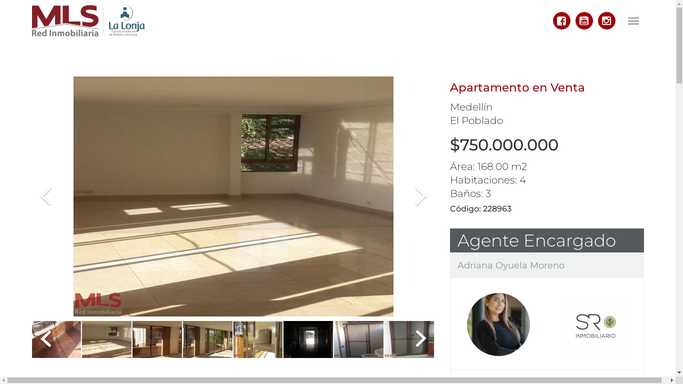 MLS
Red Inmobiliaria
La Lonja
Apartamento en Venta
Medellín
El Poblado
$750.000.000
Área: 168.00 m2
Habitaciones: 4
Baños: 3
Código: 228963
Agente Encargado
Adriana Oyuela Moreno
SR
INMOBILIARIO
MLS
Red Inmobiliaria